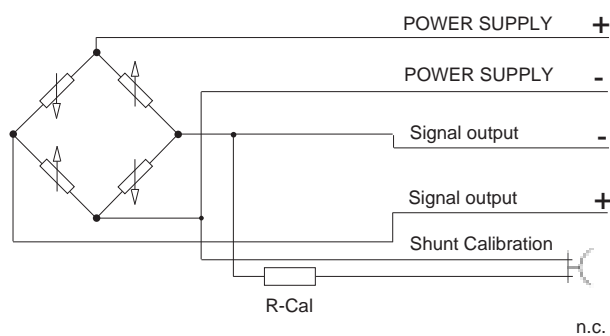 POWER SUPPLY +
POWER SUPPLY -
Signal output -
Signal output +
Shunt Calibration
R-Cal
n.c.